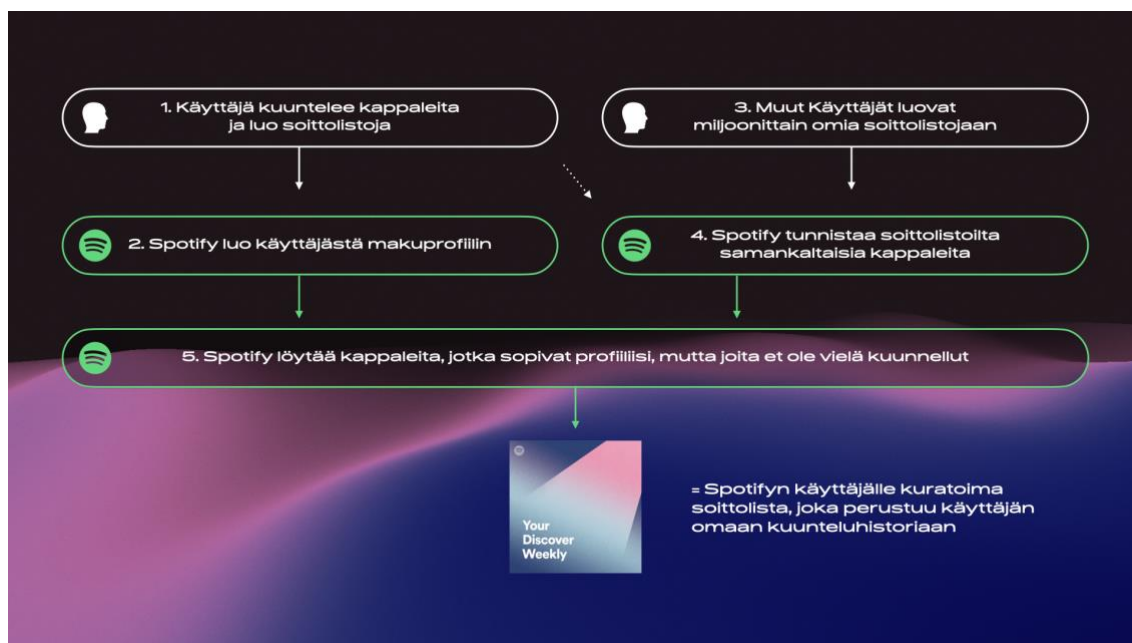 1. Käyttäjä kuuntelee kappaleita
ja luo soittolistoja
3. Muut Käyttäjät luovat
miljoonittain omia soittolistojaan
2. Spotify luo käyttäjästä makuprofiilin
4. Spotify tunnistaa soittolistoilta
samankaltaisia kappaleita
5. Spotify löytää kappaleita, jotka sopivat profiiliisi, mutta joita et ole vielä kuunnellut
Your
Discover
Weekly
= Spotifyn käyttäjälle kuratoima
soittolista, joka perustuu käyttäjän
omaan kuunteluhistoriaan